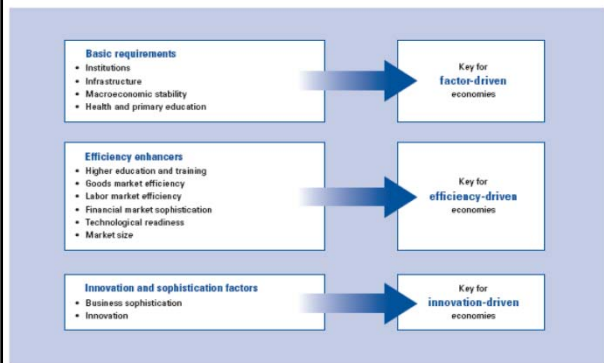 Basic requirements
• Institutions
• Infrastructure
• Macroeconomic stability
• Health and primary education
Key for
factor-driven
economies
Efficiency enhancers
• Higher education and training
• Goods market efficiency
• Labor market efficiency
• Financial market sophistication
• Technological readiness
• Market size
Key for
efficiency-driven
economies
Innovation and sophistication factors
• Business sophistication
• Innovation
Key for
innovation-driven
economies